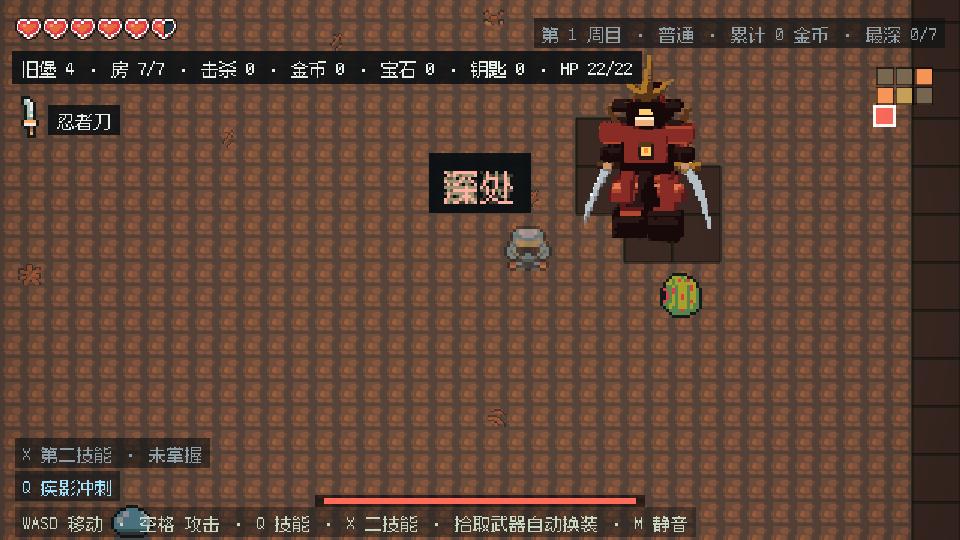 第 1 周目 · 普通 · 累计 0 金币 · 最深 0/7
旧堡 4 · 房 7/7 · 击杀 0 · 金币 0 · 宝石 0 · 钥匙 0 · HP 22/22
忍者刀
深处
X 第二技能 · 未掌握
Q 疾影冲刺
WASD 移动 空格 攻击 · Q 技能 · X 二技能 · 拾取武器自动换装 · M 静音